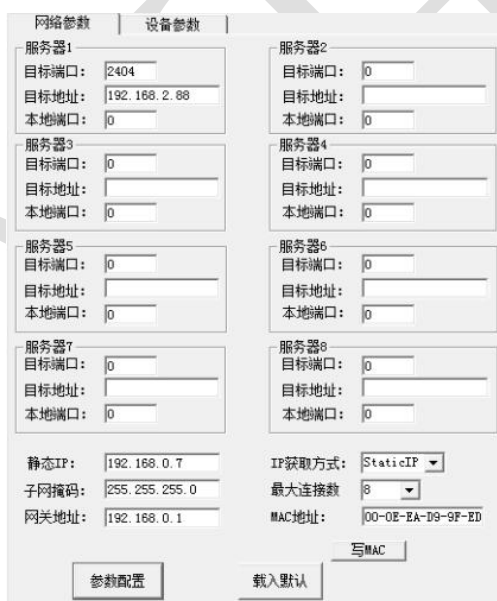 网络参数 设备参数
服务器1 服务器2
目标端口： 2404 目标端口： 0
目标地址： 192.168.2.88 目标地址：
本地端口： 0 本地端口： 0
服务器3 服务器4
目标端口： 0 目标端口： 0
目标地址： 目标地址：
本地端口： 0 本地端口： 0
服务器5 服务器6
目标端口： 0 目标端口： 0
目标地址： 目标地址：
本地端口： 0 本地端口： 0
服务器7 服务器8
目标端口： 0 目标端口： 0
目标地址： 目标地址：
本地端口： 0 本地端口： 0
静态IP： 192.168.0.7 IP获取方式： StaticIP
子网掩码： 255.255.255.0 最大连接数 8
网关地址： 192.168.0.1 MAC地址： 00-0E-EA-D9-9F-ED
写MAC
参数配置 载入默认